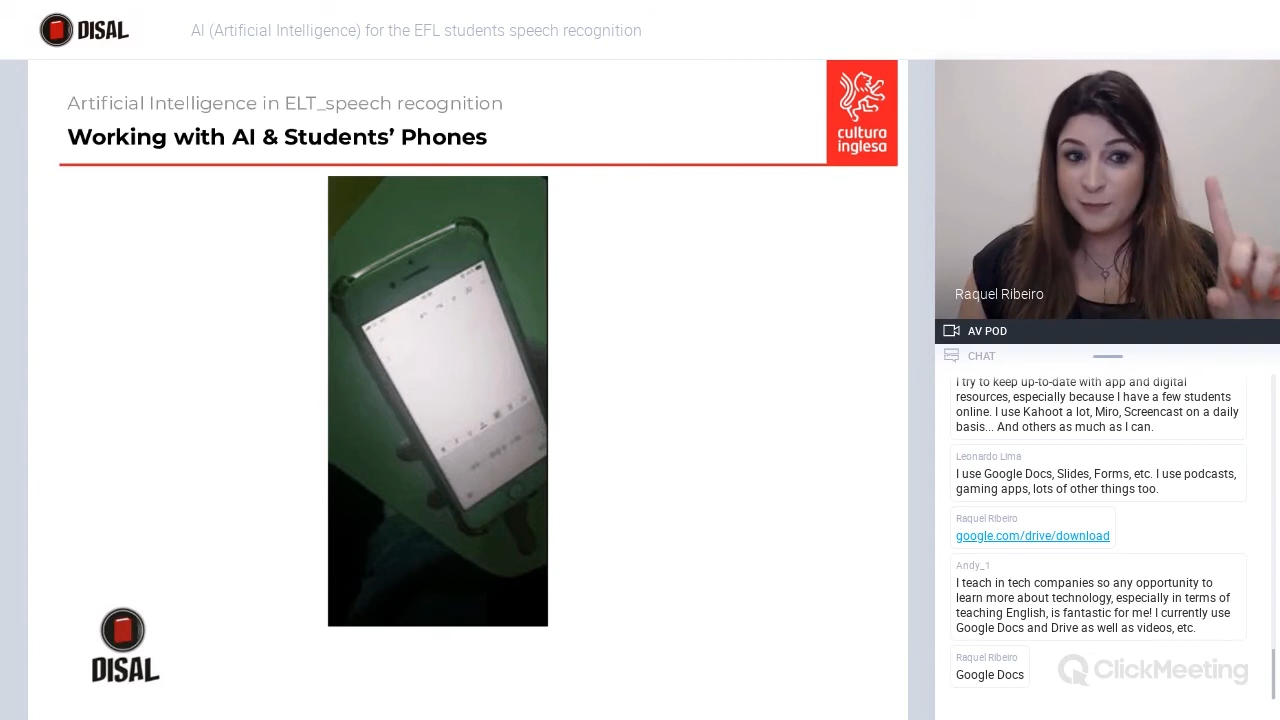 DISAL
AI (Artificial Intelligence) for the EFL students speech recognition
Artificial Intelligence in ELT_speech recognition
Working with AI & Students’ Phones
cultura
inglesa
DISAL
Raquel Ribeiro
AV POD
CHAT
I try to keep up-to-date with app and digital
resources, especially because I have a few students
online. I use Kahoot a lot, Miro, Screencast on a daily
basis... And others as much as I can.
Leonardo Lima
I use Google Docs, Slides, Forms, etc. I use podcasts,
gaming apps, lots of other things too.
Raquel Ribeiro
google.com/drive/download
Andy_1
I teach in tech companies so any opportunity to
learn more about technology, especially in terms of
teaching English, is fantastic for me! I currently use
Google Docs and Drive as well as videos, etc.
Raquel Ribeiro
Google Docs
ClickMeeting